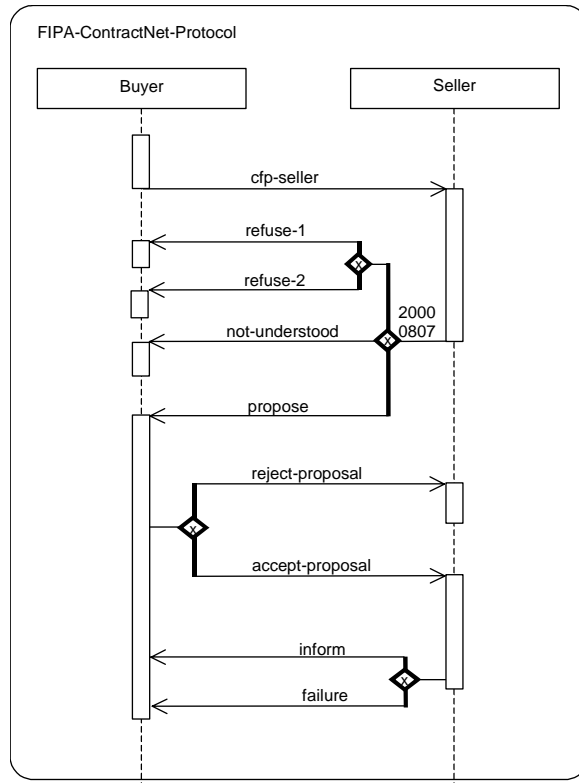 FIPA-ContractNet-Protocol
Buyer
Seller
cfp-seller
refuse-1
x
refuse-2
2000
0807
not-understood
x
propose
reject-proposal
x
accept-proposal
inform
x
failure